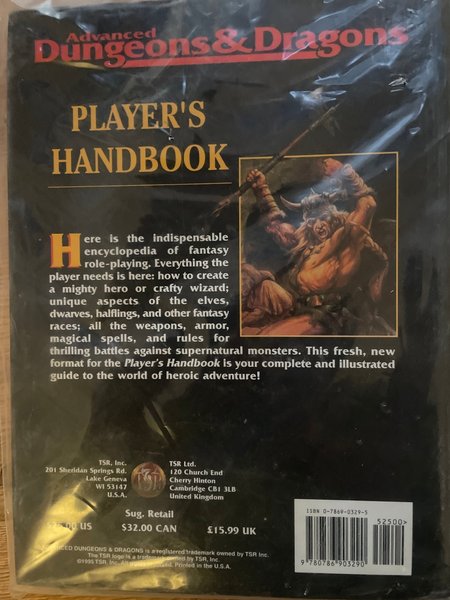 Advanced
Dungeons & Dragons
PLAYER'S
HANDBOOK
Here is the indispensable
encyclopedia of fantasy
role-playing. Everything the
player needs is here: how to create
a mighty hero or crafty wizard;
unique aspects of the elves,
dwarves, halflings, and other fantasy
races; all the weapons, armor,
magical spells, and rules for
thrilling battles against supernatural monsters. This fresh, new
format for the Player's Handbook is your complete and illustrated
guide to the world of heroic adventure!
TSR, Inc.
201 Sheridan Springs Rd.
Lake Geneva
WI 53147
U.S.A.
TSR Ltd.
120 Church End
Cherry Hinton
Cambridge CB1 3LB
United Kingdom
Sug. Retail
US $32.00 CAN £15.99 UK
ADVANCED DUNGEONS & DRAGONS is a registered trademark owned by TSR Inc.
The TSR logo is a trademark owned by TSR Inc.
©1995 TSR, Inc. All Rights Reserved. Printed in the U.S.A.
ISBN 0-7869-0329-5
52500>
9 780786 903290